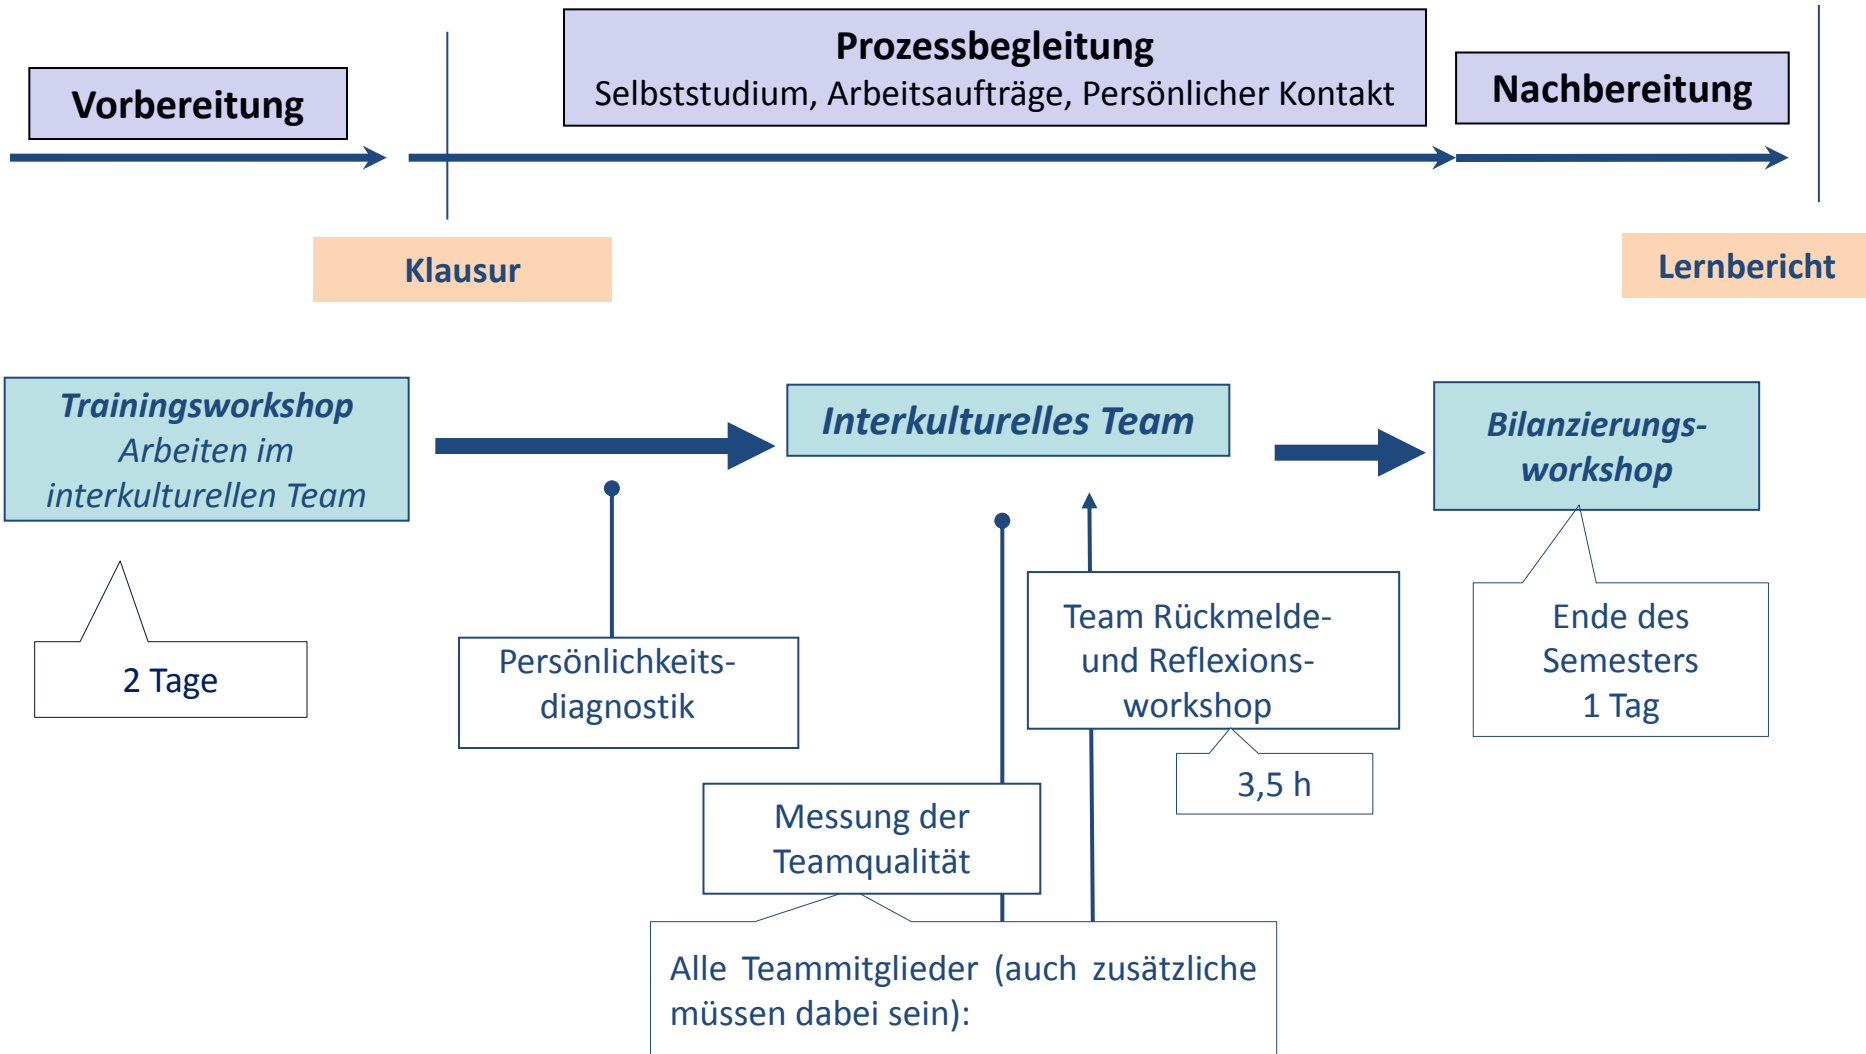 Prozessbegleitung
Selbststudium, Arbeitsaufträge, Persönlicher Kontakt
Vorbereitung
Nachbereitung
Klausur
Lernbericht
Trainingsworkshop
Arbeiten im
interkulturellen Team
Interkulturelles Team
Bilanzierungs-
workshop
2 Tage
Persönlichkeits-
diagnostik
Team Rückmelde-
und Reflexions-
workshop
Ende des
Semesters
1 Tag
3,5 h
Messung der
Teamqualität
Alle Teammitglieder (auch zusätzliche
müssen dabei sein):